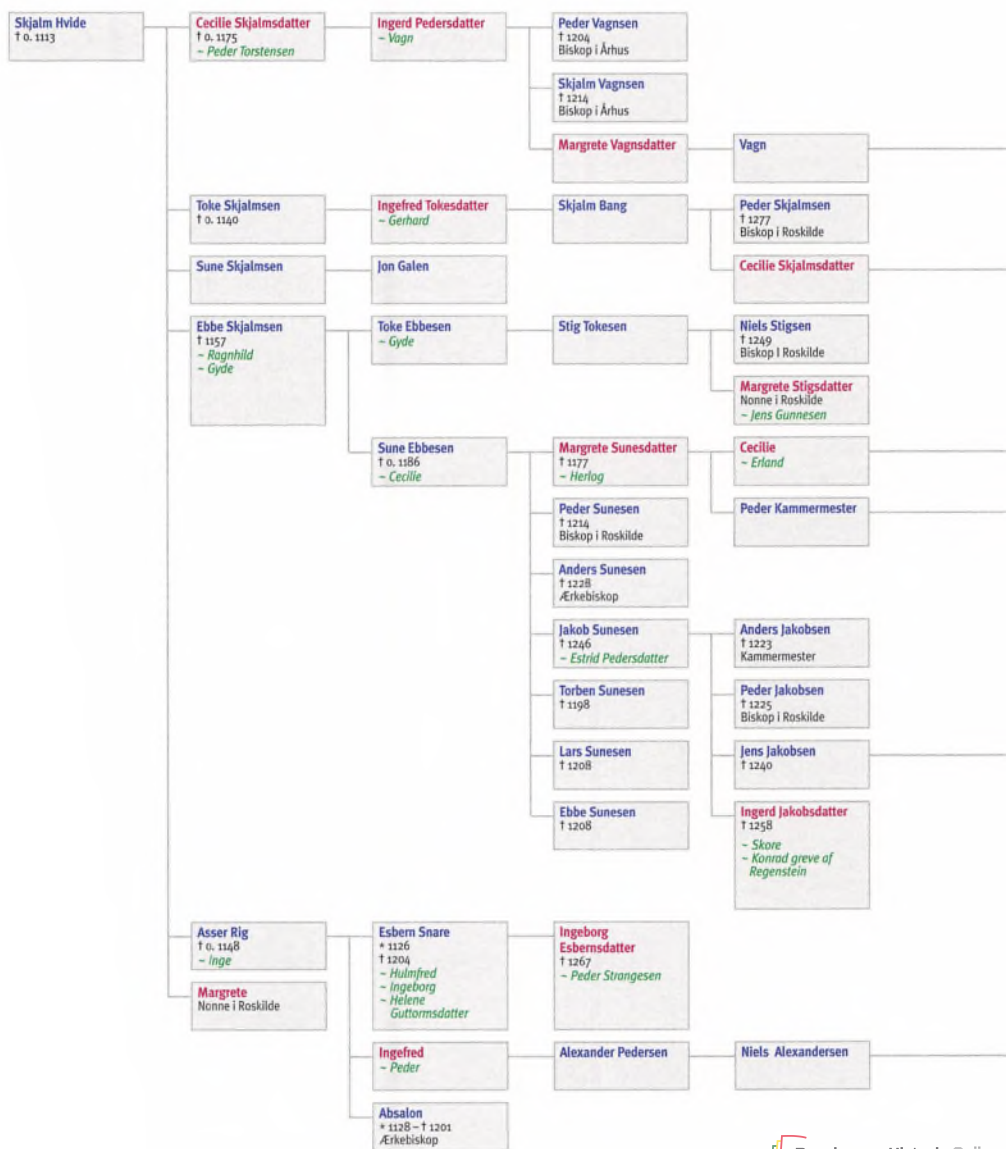 Skjalm Hvide
† o. 1113
Cecilie Skjalmsdatter
† o. 1175
~ Peder Torstensen
Ingerd Pedersdatter
~ Vagn
Peder Vagnsen
† 1204
Biskop i Århus
Skjalm Vagnsen
† 1214
Biskop i Århus
Margrete Vagnsdatter
Vagn
Toke Skjalmsen
† o. 1140
Ingefred Tokesdatter
~ Gerhard
Skjalm Bang
Peder Skjalmsen
† 1277
Biskop i Roskilde
Cecilie Skjalmsdatter
Sune Skjalmsen
Jon Galen
Ebbe Skjalmsen
† 1157
~ Ragnhild
~ Gyde
Toke Ebbesen
~ Gyde
Stig Tokesen
Niels Stigsen
† 1249
Biskop i Roskilde
Margrete Stigsdatter
Nonne i Roskilde
~ Jens Gunnesen
Sune Ebbesen
† o. 1186
~ Cecilie
Margrete Sunesdatter
† 1177
~ Herlog
Cecilie
~ Erland
Peder Kammermester
Peder Sunesen
† 1214
Biskop i Roskilde
Anders Sunesen
† 1228
Ærkebiskop
Jakob Sunesen
† 1246
~ Estrid Pedersdatter
Anders Jakobsen
† 1223
Kammermester
Torben Sunesen
† 1198
Peder Jakobsen
† 1225
Biskop i Roskilde
Lars Sunesen
† 1208
Jens Jakobsen
† 1240
Ebbe Sunesen
† 1208
Ingerd Jakobsdatter
† 1258
~ Skore
~ Konrad greve af
Regenstein
Asser Rig
† o. 1148
~ Inge
Esbern Snare
* 1126
† 1204
~ Hulmfred
~ Ingeborg
~ Helene
Guttormsdatter
Ingeborg
Esbernsdatter
† 1267
~ Peder Strangesen
Margrete
Nonne i Roskilde
Ingefred
~ Peder
Alexander Pedersen
Niels Alexandersen
Absalon
* 1128 – † 1201
Ærkebiskop